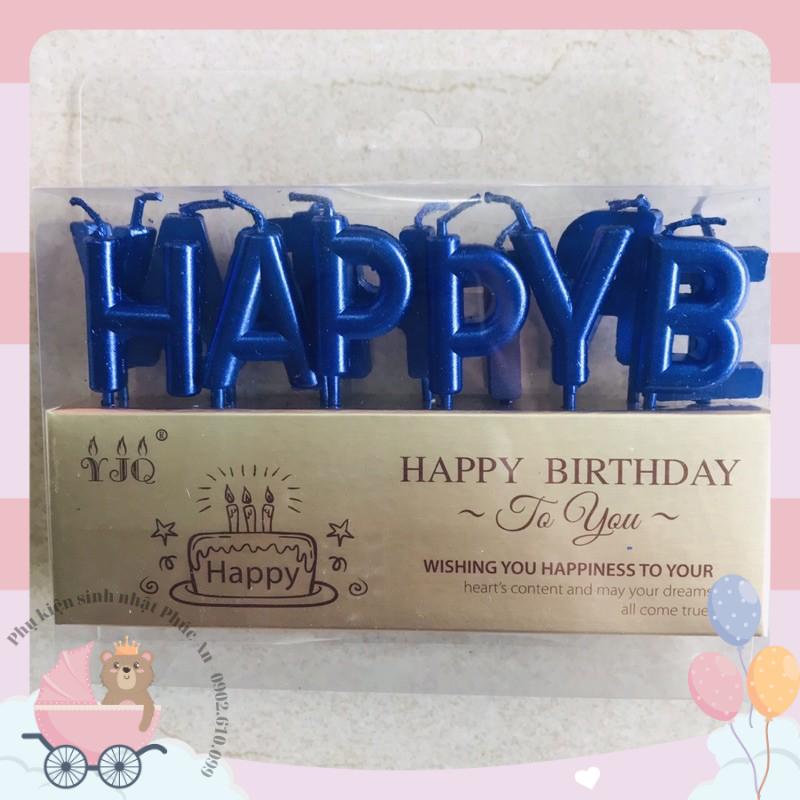 HAPPYB
YJQ®
HAPPY BIRTHDAY
~ To You ~
Happy
WISHING YOU HAPPINESS TO YOUR
heart's content and may your dreams
all come true
Phụ kiện sinh nhật Phúc An 0902.610.099